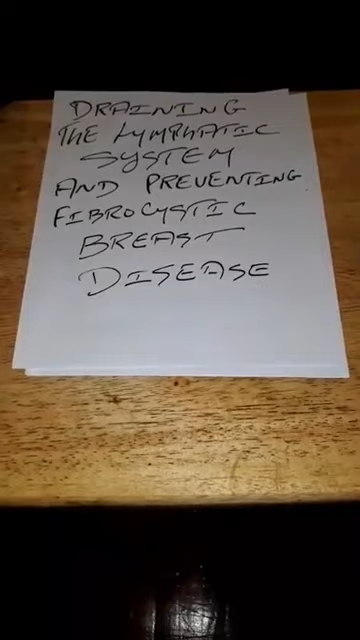 DRAINING
THE LYMPHATIC
SYSTEM
AND PREVENTING
FIBROCYSTIC
BREAST
DISEASE